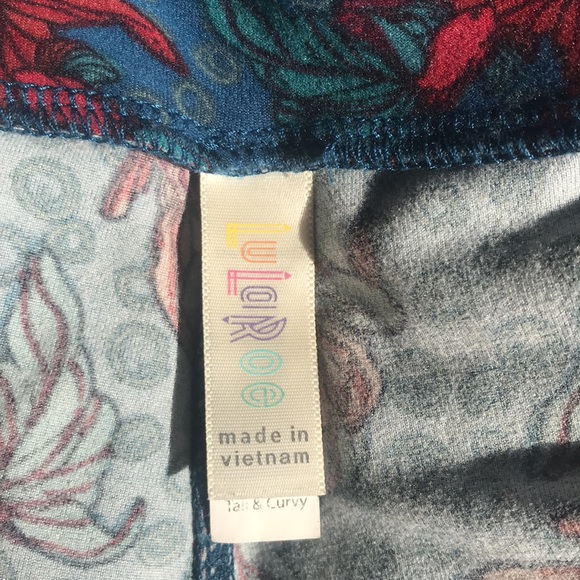 LuLaRoe
made in
vietnam
Tall & Curvy